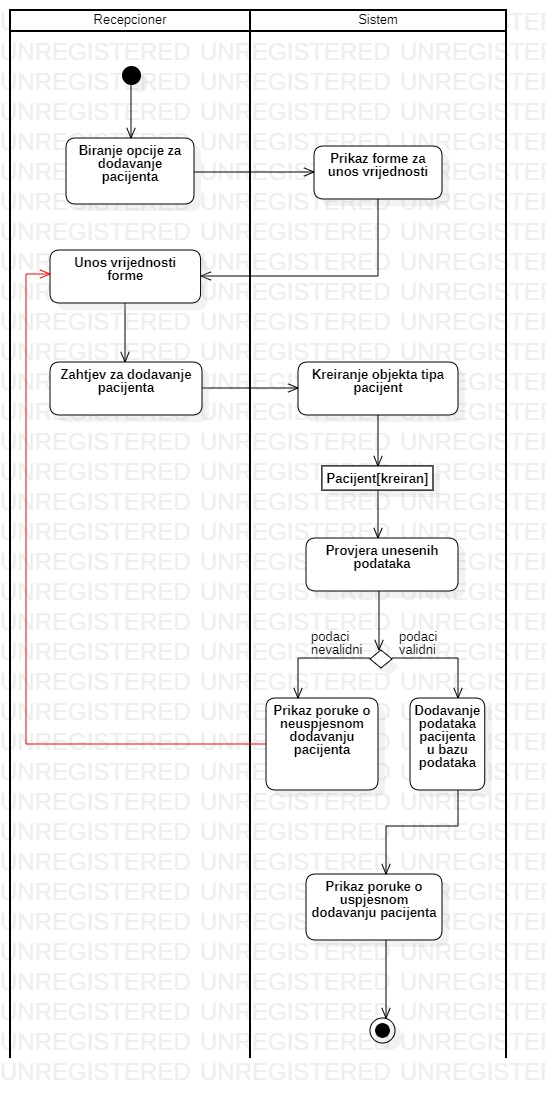 Recepcioner
Sistem
Biranje opcije za
dodavanje
pacijenta
Prikaz forme za
unos vrijednosti
Unos vrijednosti
forme
Zahtjev za dodavanje
pacijenta
Kreiranje objekta tipa
pacijent
Pacijent[kreiran]
Provjera unesenih
podataka
podaci
nevalidni
podaci
validni
Prikaz poruke o
neuspjesnom
dodavanju
pacijenta
Dodavanje
podataka
pacijenta
u bazu
podataka
Prikaz poruke o
uspjesnom
dodavanju pacijenta
UNREGISTERED